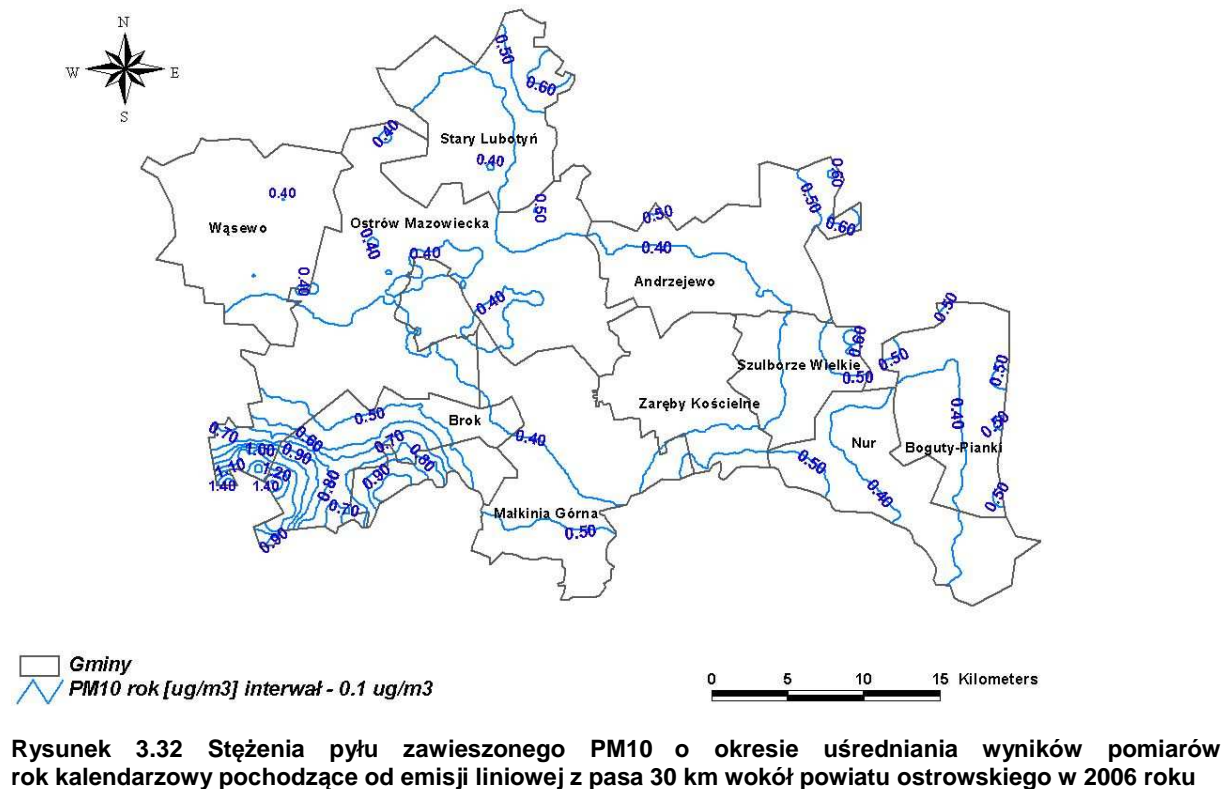 N
W E
S
0.50
0.60
0.40
Stary Lubotyń
0.40
0.40
0.50
0.60
0.50
0.50
0.60
Wąsewo
Ostrów Mazowiecka
0.40
0.40
0.40
Andrzejewo
0.40
0.40
0.50
0.60
0.50
Szulborze Wielkie
0.50
0.50
Zaręby Kościelne
0.50
Brok
0.40
0.40
0.50
Nur
Boguty-Pianki
0.70
0.60
0.70
1.00
0.90
0.80
1.10
1.20
0.90
0.80
1.40
1.40
0.70
0.50
0.40
0.50
Małkinia Górna
0.50
0.90
Gminy
PM10 rok [ug/m3] interwał - 0.1 ug/m3
0 5 10 15 Kilometers
Rysunek 3.32 Stężenia pyłu zawieszonego PM10 o okresie uśredniania wyników pomiarów
rok kalendarzowy pochodzące od emisji liniowej z pasa 30 km wokół powiatu ostrowskiego w 2006 roku